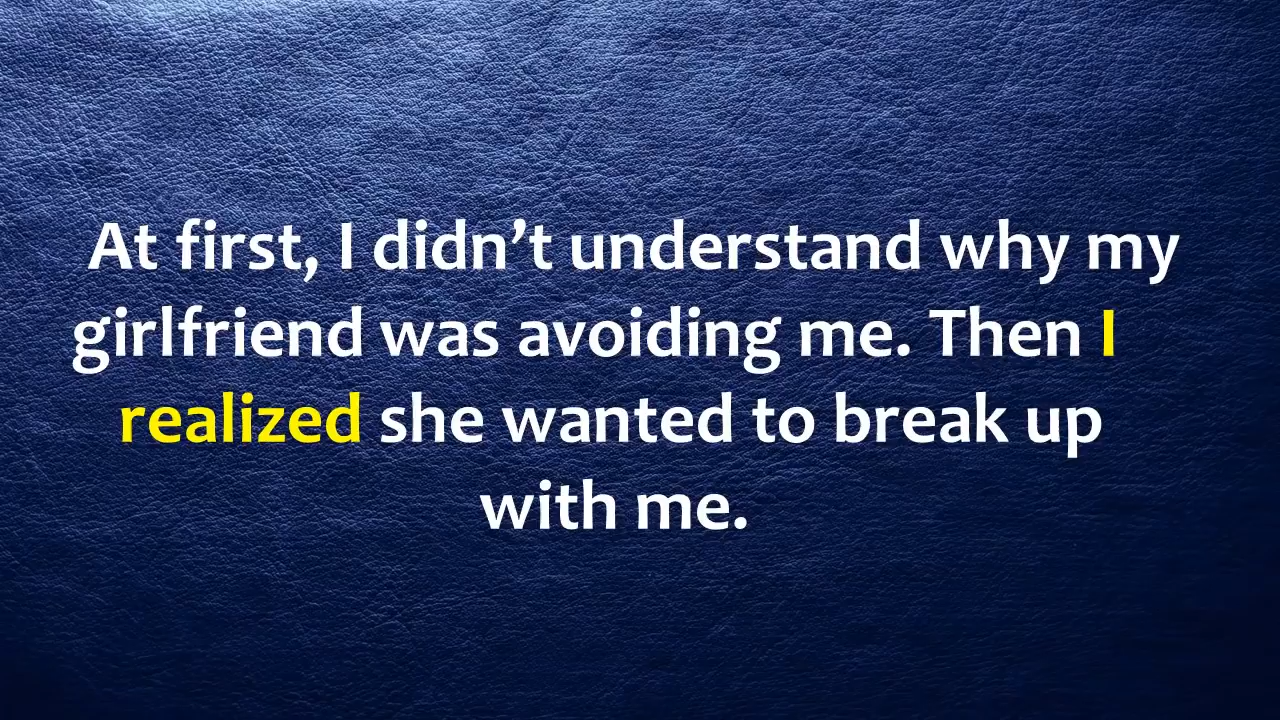 At first, I didn’t understand why my
girlfriend was avoiding me. Then I
realized she wanted to break up
with me.